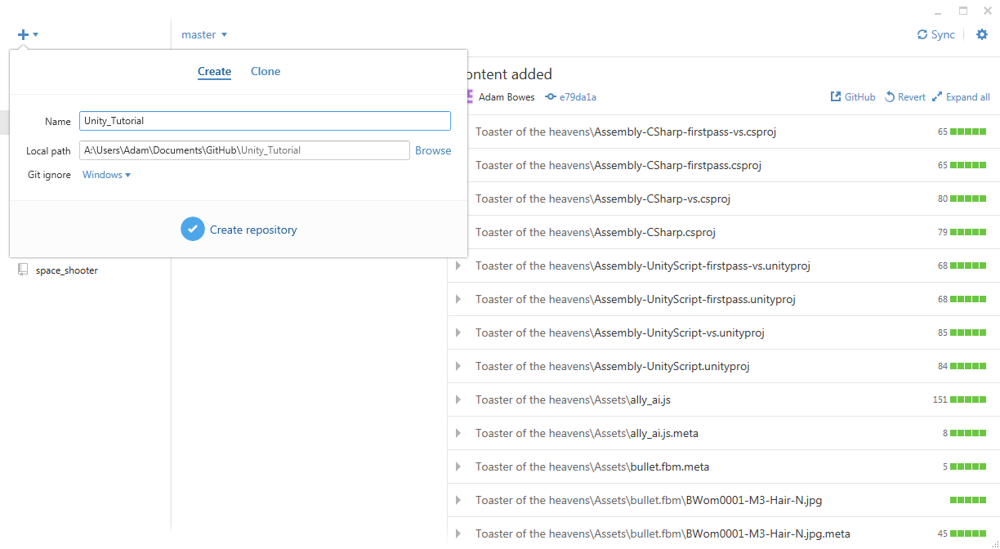 master
Sync
Create Clone
Name Unity_Tutorial
Local path A:\Users\Adam\Documents\GitHub\Unity_Tutorial Browse
Git ignore Windows
Create repository
space_shooter
ontent added
Adam Bowes e79da1a GitHub Revert Expand all
Toaster of the heavens\Assembly-CSharp-firstpass-vs.csproj 65
Toaster of the heavens\Assembly-CSharp-firstpass.csproj 65
Toaster of the heavens\Assembly-CSharp-vs.csproj 80
Toaster of the heavens\Assembly-CSharp.csproj 79
Toaster of the heavens\Assembly-UnityScript-firstpass-vs.unityproj 68
Toaster of the heavens\Assembly-UnityScript-firstpass.unityproj 68
Toaster of the heavens\Assembly-UnityScript-vs.unityproj 85
Toaster of the heavens\Assembly-UnityScript.unityproj 84
Toaster of the heavens\Assets\ally_ai.js 151
Toaster of the heavens\Assets\ally_ai.js.meta 8
Toaster of the heavens\Assets\bullet.fbm.meta 5
Toaster of the heavens\Assets\bullet.fbm\BWom0001-M3-Hair-N.jpg
Toaster of the heavens\Assets\bullet.fbm\BWom0001-M3-Hair-N.jpg.meta 45